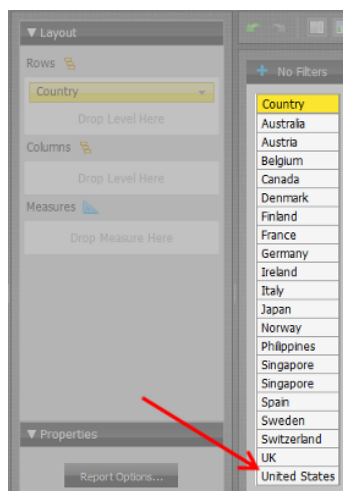 Layout
Rows
Country
Drop Level Here
Columns
Drop Level Here
Measures
Drop Measure Here
Properties
Report Options...
No Filters
Country
Australia
Austria
Belgium
Canada
Denmark
Finland
France
Germany
Ireland
Italy
Japan
Norway
Philippines
Singapore
Singapore
Spain
Sweden
Switzerland
UK
United States